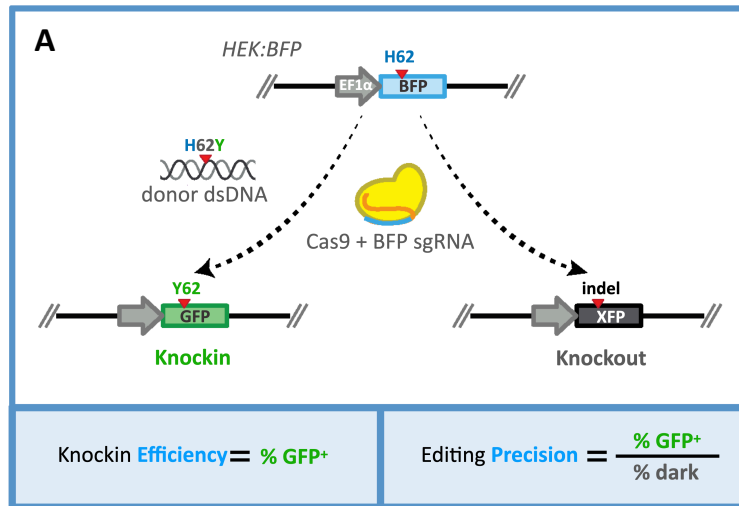 A
HEK:BFP
H62
EF1α
BFP
H62Y
donor dsDNA
Cas9 + BFP sgRNA
Y62
GFP
Knockin
indel
XFP
Knockout
Knockin Efficiency = % GFP⁺
Editing Precision = % GFP⁺
% dark